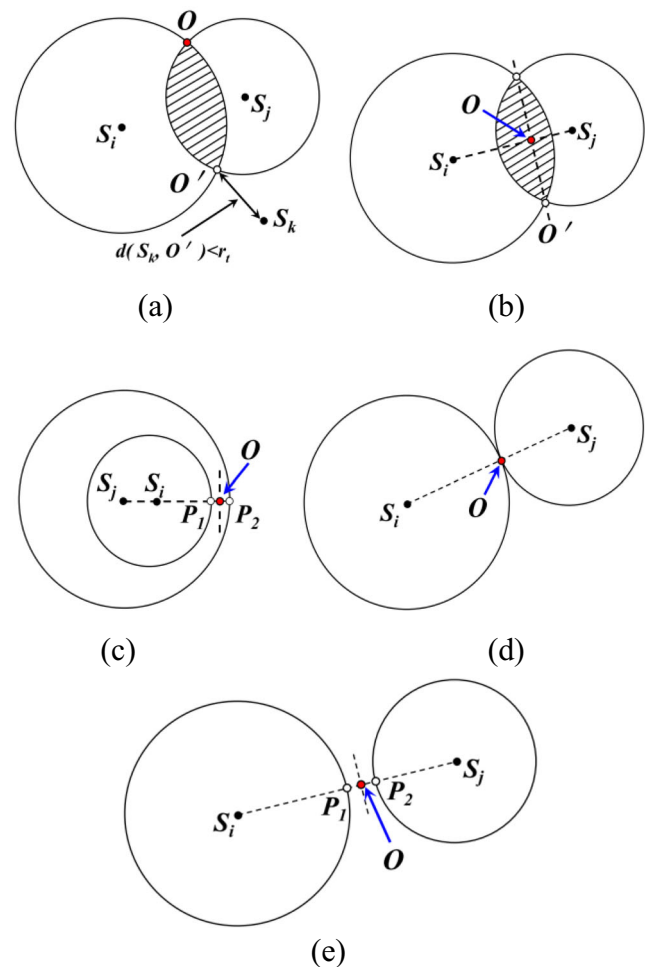 O
S_j
S_i
O'
S_k
d(S_k, O')<r_t
(a)
O
S_j
S_i
O'
(b)
O
S_j S_i
P_1 P_2
(c)
S_j
S_i
O
(d)
S_j
P_1 P_2
S_i
O
(e)